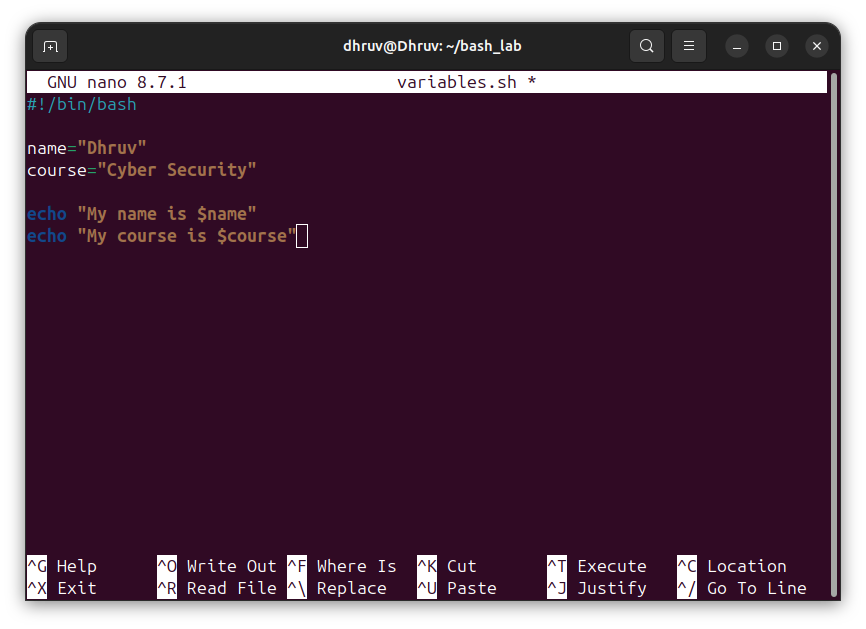 dhruv@Dhruv: ~/bash_lab
GNU nano 8.7.1 variables.sh *
#!/bin/bash
name="Dhruv"
course="Cyber Security"
echo "My name is $name"
echo "My course is $course"
^G Help ^O Write Out ^F Where Is ^K Cut ^T Execute ^C Location
^X Exit ^R Read File ^\ Replace ^U Paste ^J Justify ^/ Go To Line